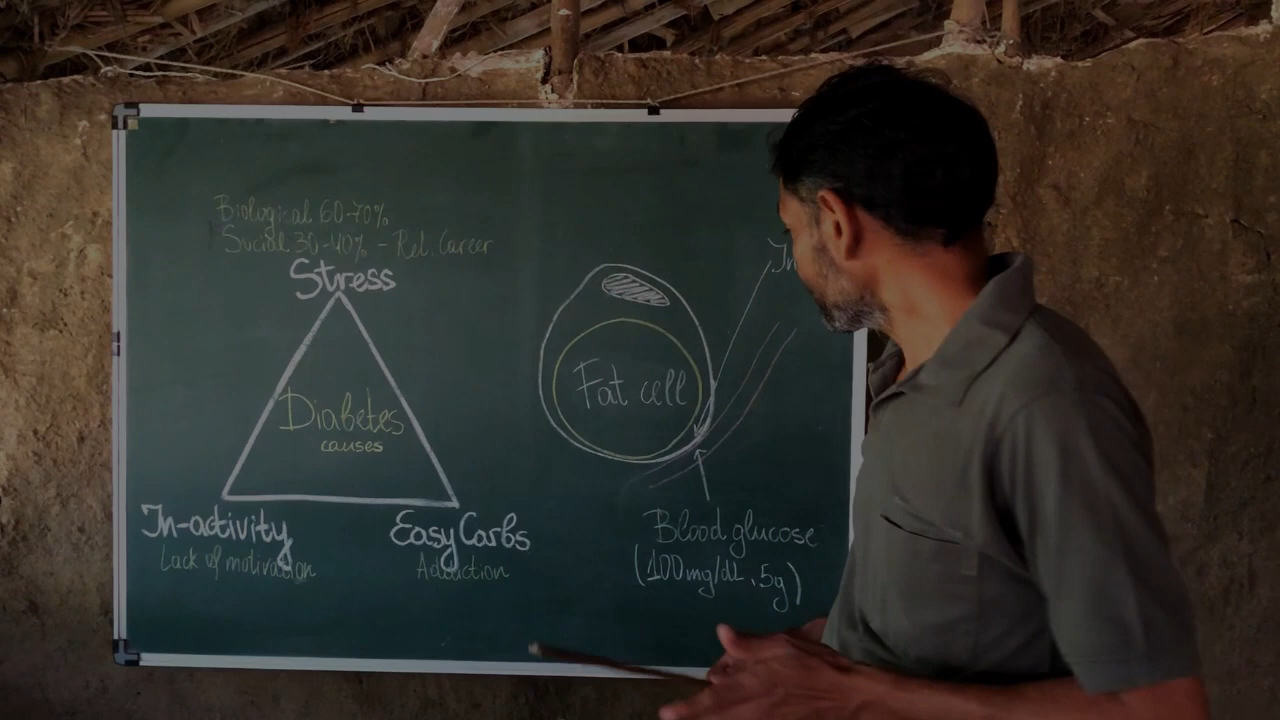 Biological 60-70%
Social 30-40% - Rel. Career
Stress
Diabetes
causes
In-activity
Lack of motivation
Easy Carbs
Addiction
Fat cell
In
Blood glucose
(100mg/dL, 5g)